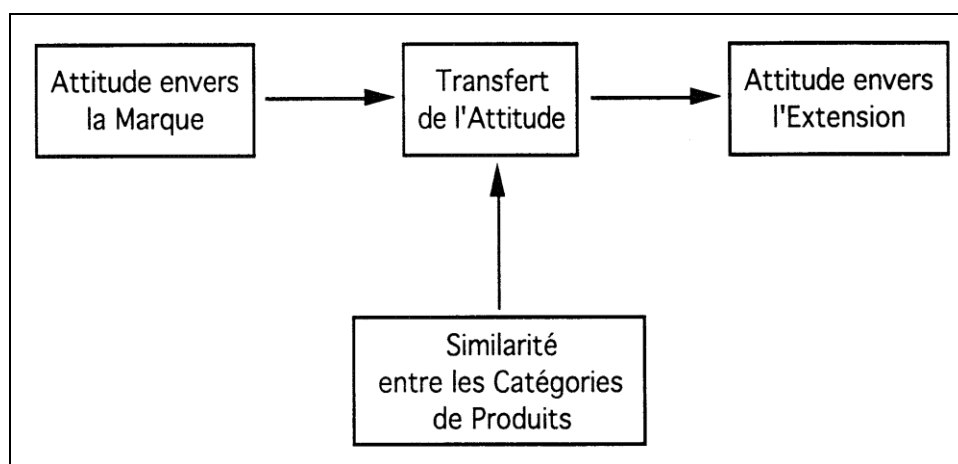 Attitude envers
la Marque
Transfert
de l'Attitude
Attitude envers
l'Extension
Similarité
entre les Catégories
de Produits